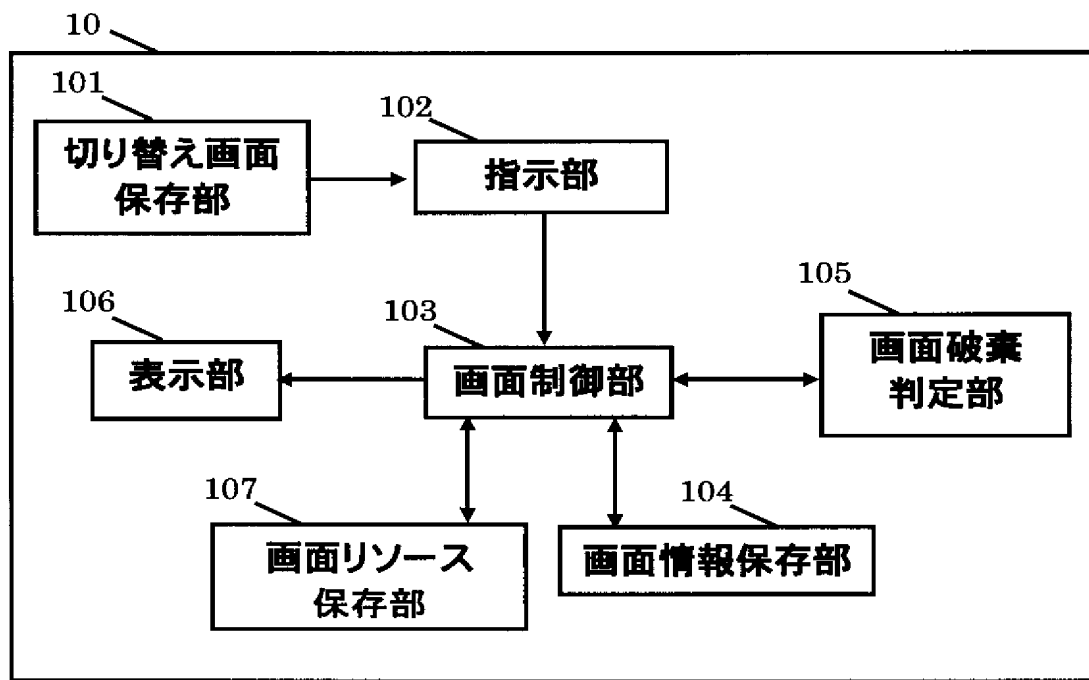 10
101
切り替え画面
保存部
102
指示部
105
画面破棄
判定部
106
表示部
103
画面制御部
107
画面リソース
保存部
104
画面情報保存部